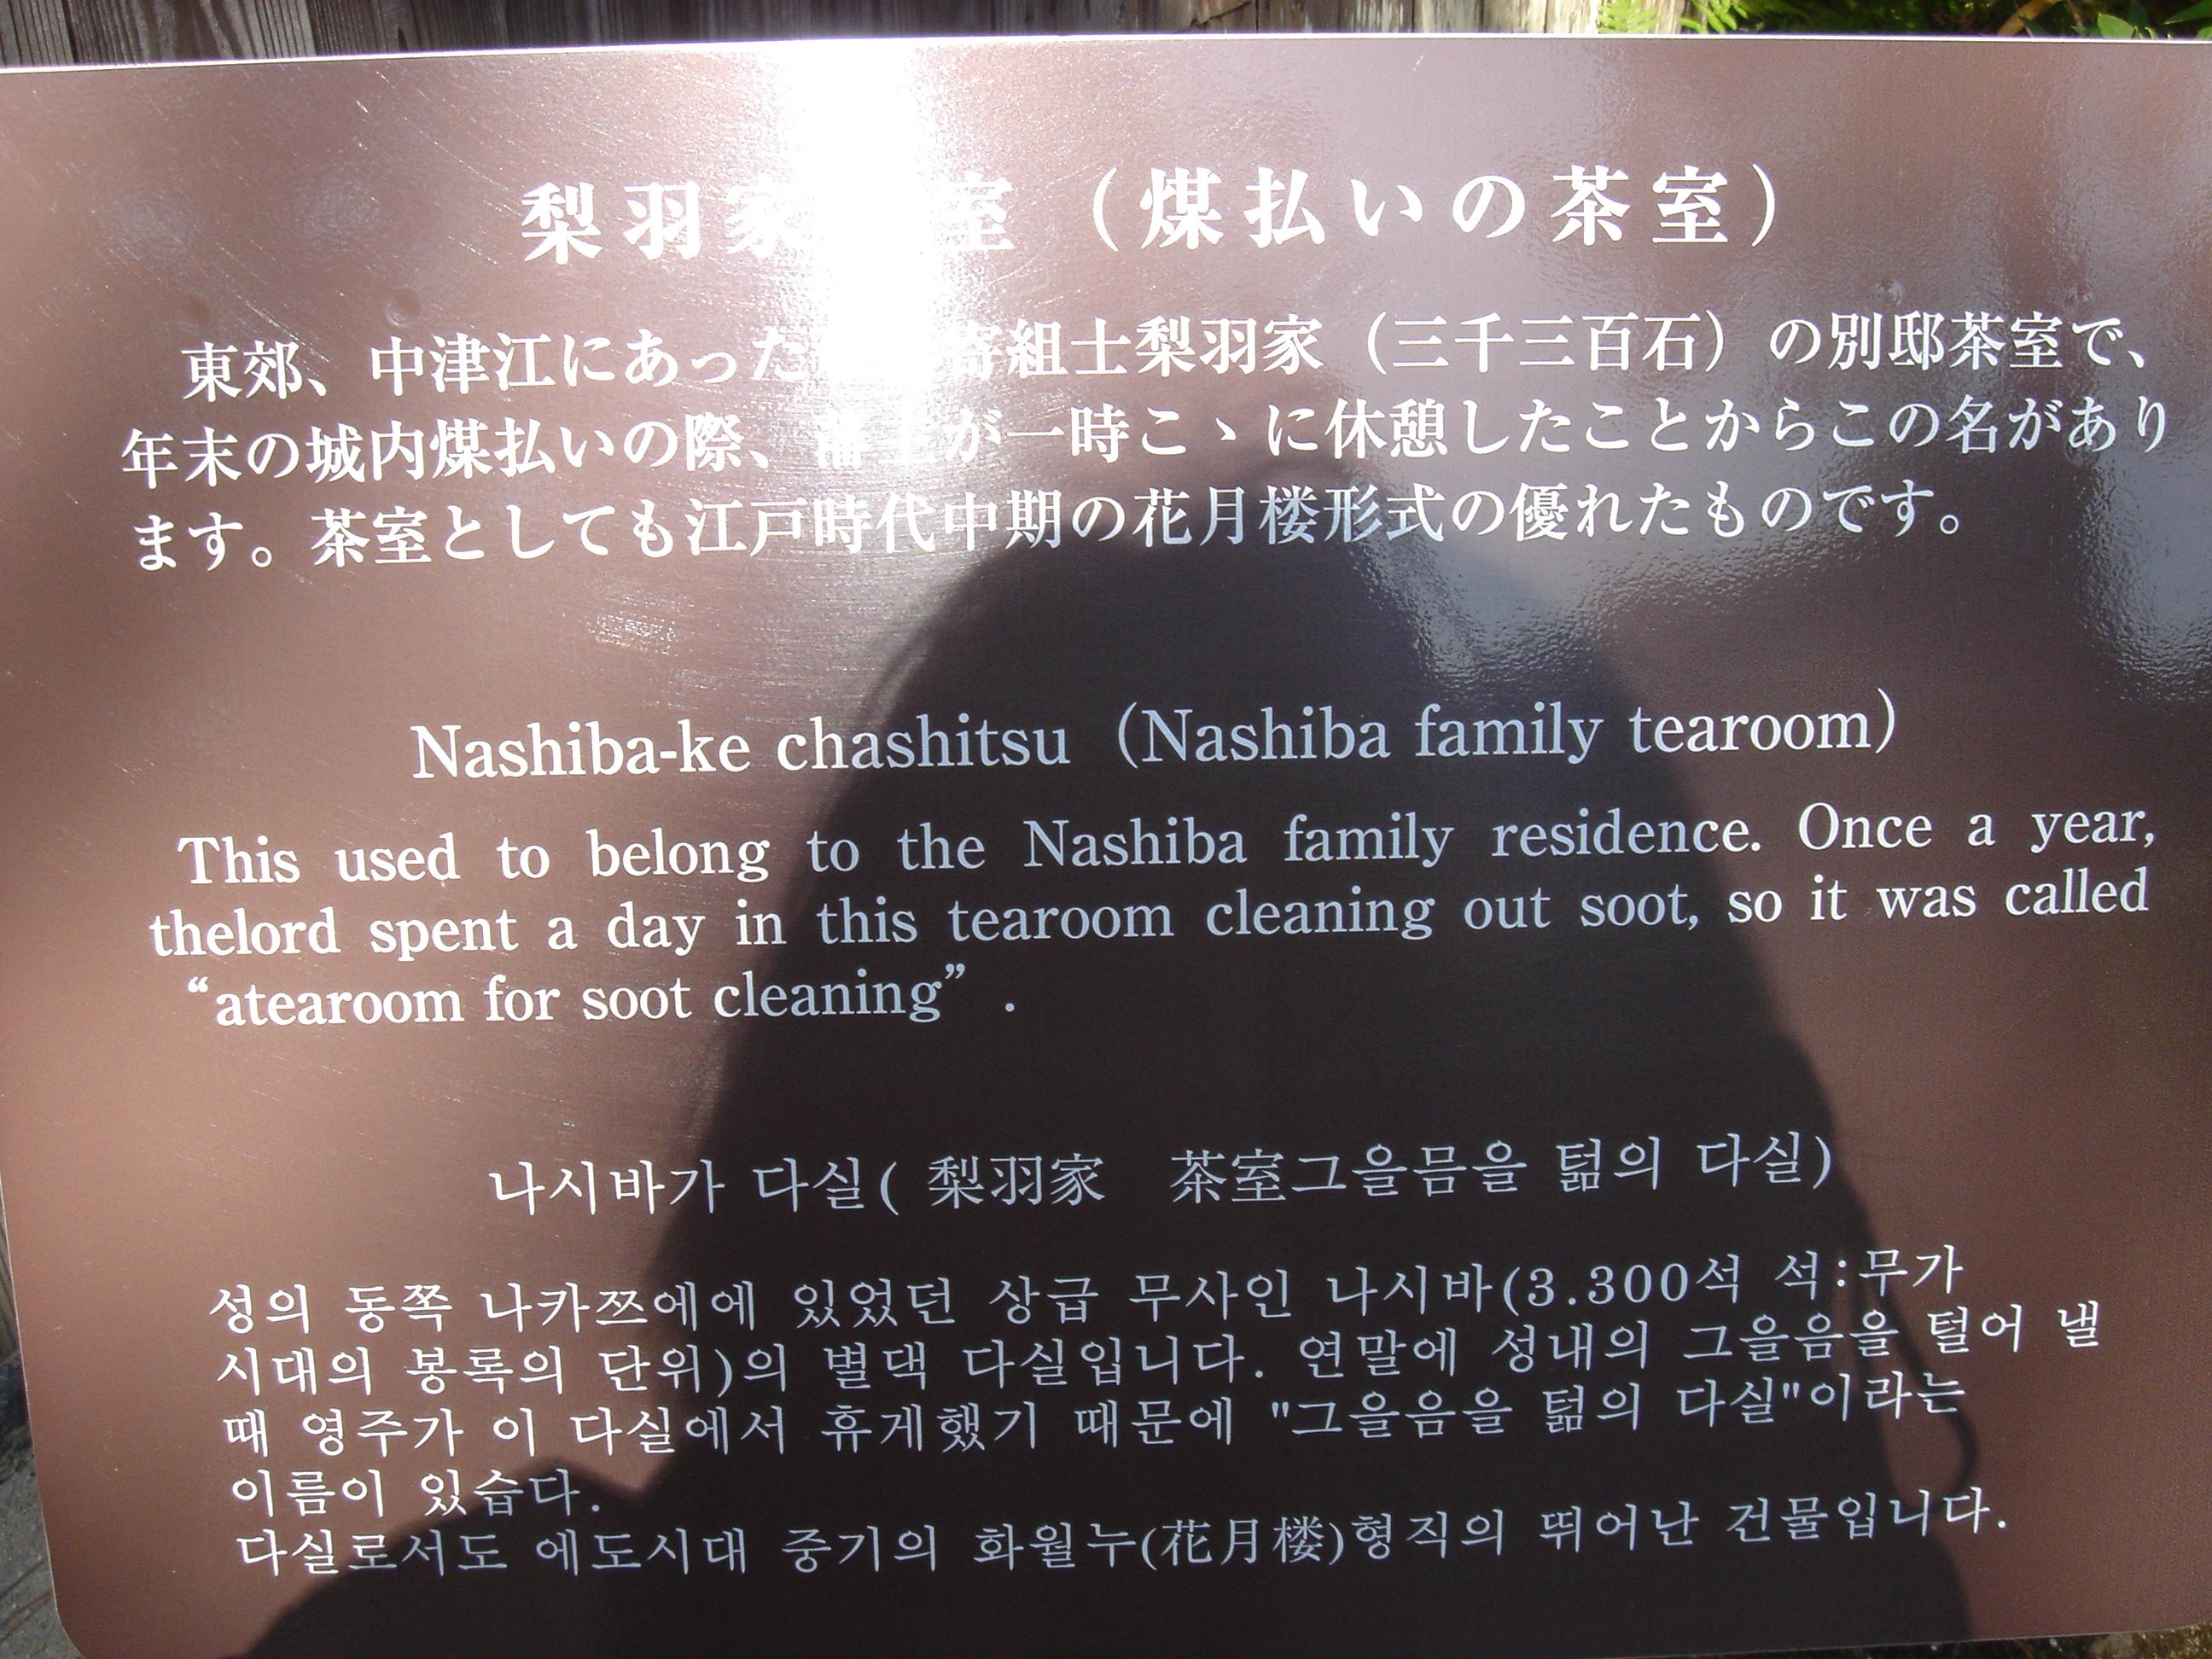 梨羽家 室（煤払いの茶室）
東郊、中津江にあった 寄組士梨羽家（三千三百石）の別邸茶室で、
年末の城内煤払いの際、藩主が一時こゝに休憩したことからこの名があり
ます。茶室としても江戸時代中期の花月楼形式の優れたものです。
Nashiba-ke chashitsu（Nashiba family tearoom）
This used to belong to the Nashiba family residence. Once a year,
thelord spent a day in this tearoom cleaning out soot, so it was called
“atearoom for soot cleaning” .
나시바가 다실( 梨羽家　茶室그을믐을 턺의 다실)
성의 동쪽 나카쯔에에 있었던 상급 무사인 나시바(3.300석 석:무가
시대의 봉록의 단위)의 별댁 다실입니다. 연말에 성내의 그을음을 털어 낼
때 영주가 이 다실에서 휴게했기 때문에 "그을음을 턺의 다실"이라는
이름이 있습다.
다실로서도 에도시대 중기의 화월누(花月楼)형직의 뛰어난 건물입니다.